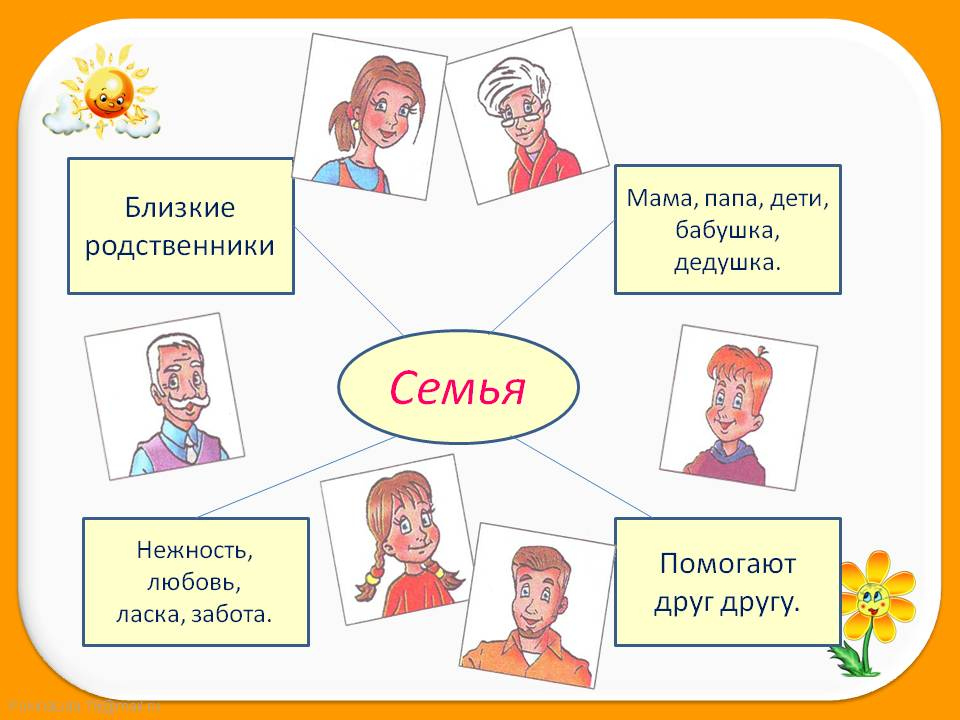 Близкие
родственники
Мама, папа, дети,
бабушка,
дедушка.
Семья
Нежность,
любовь,
ласка, забота.
Помогают
друг другу.